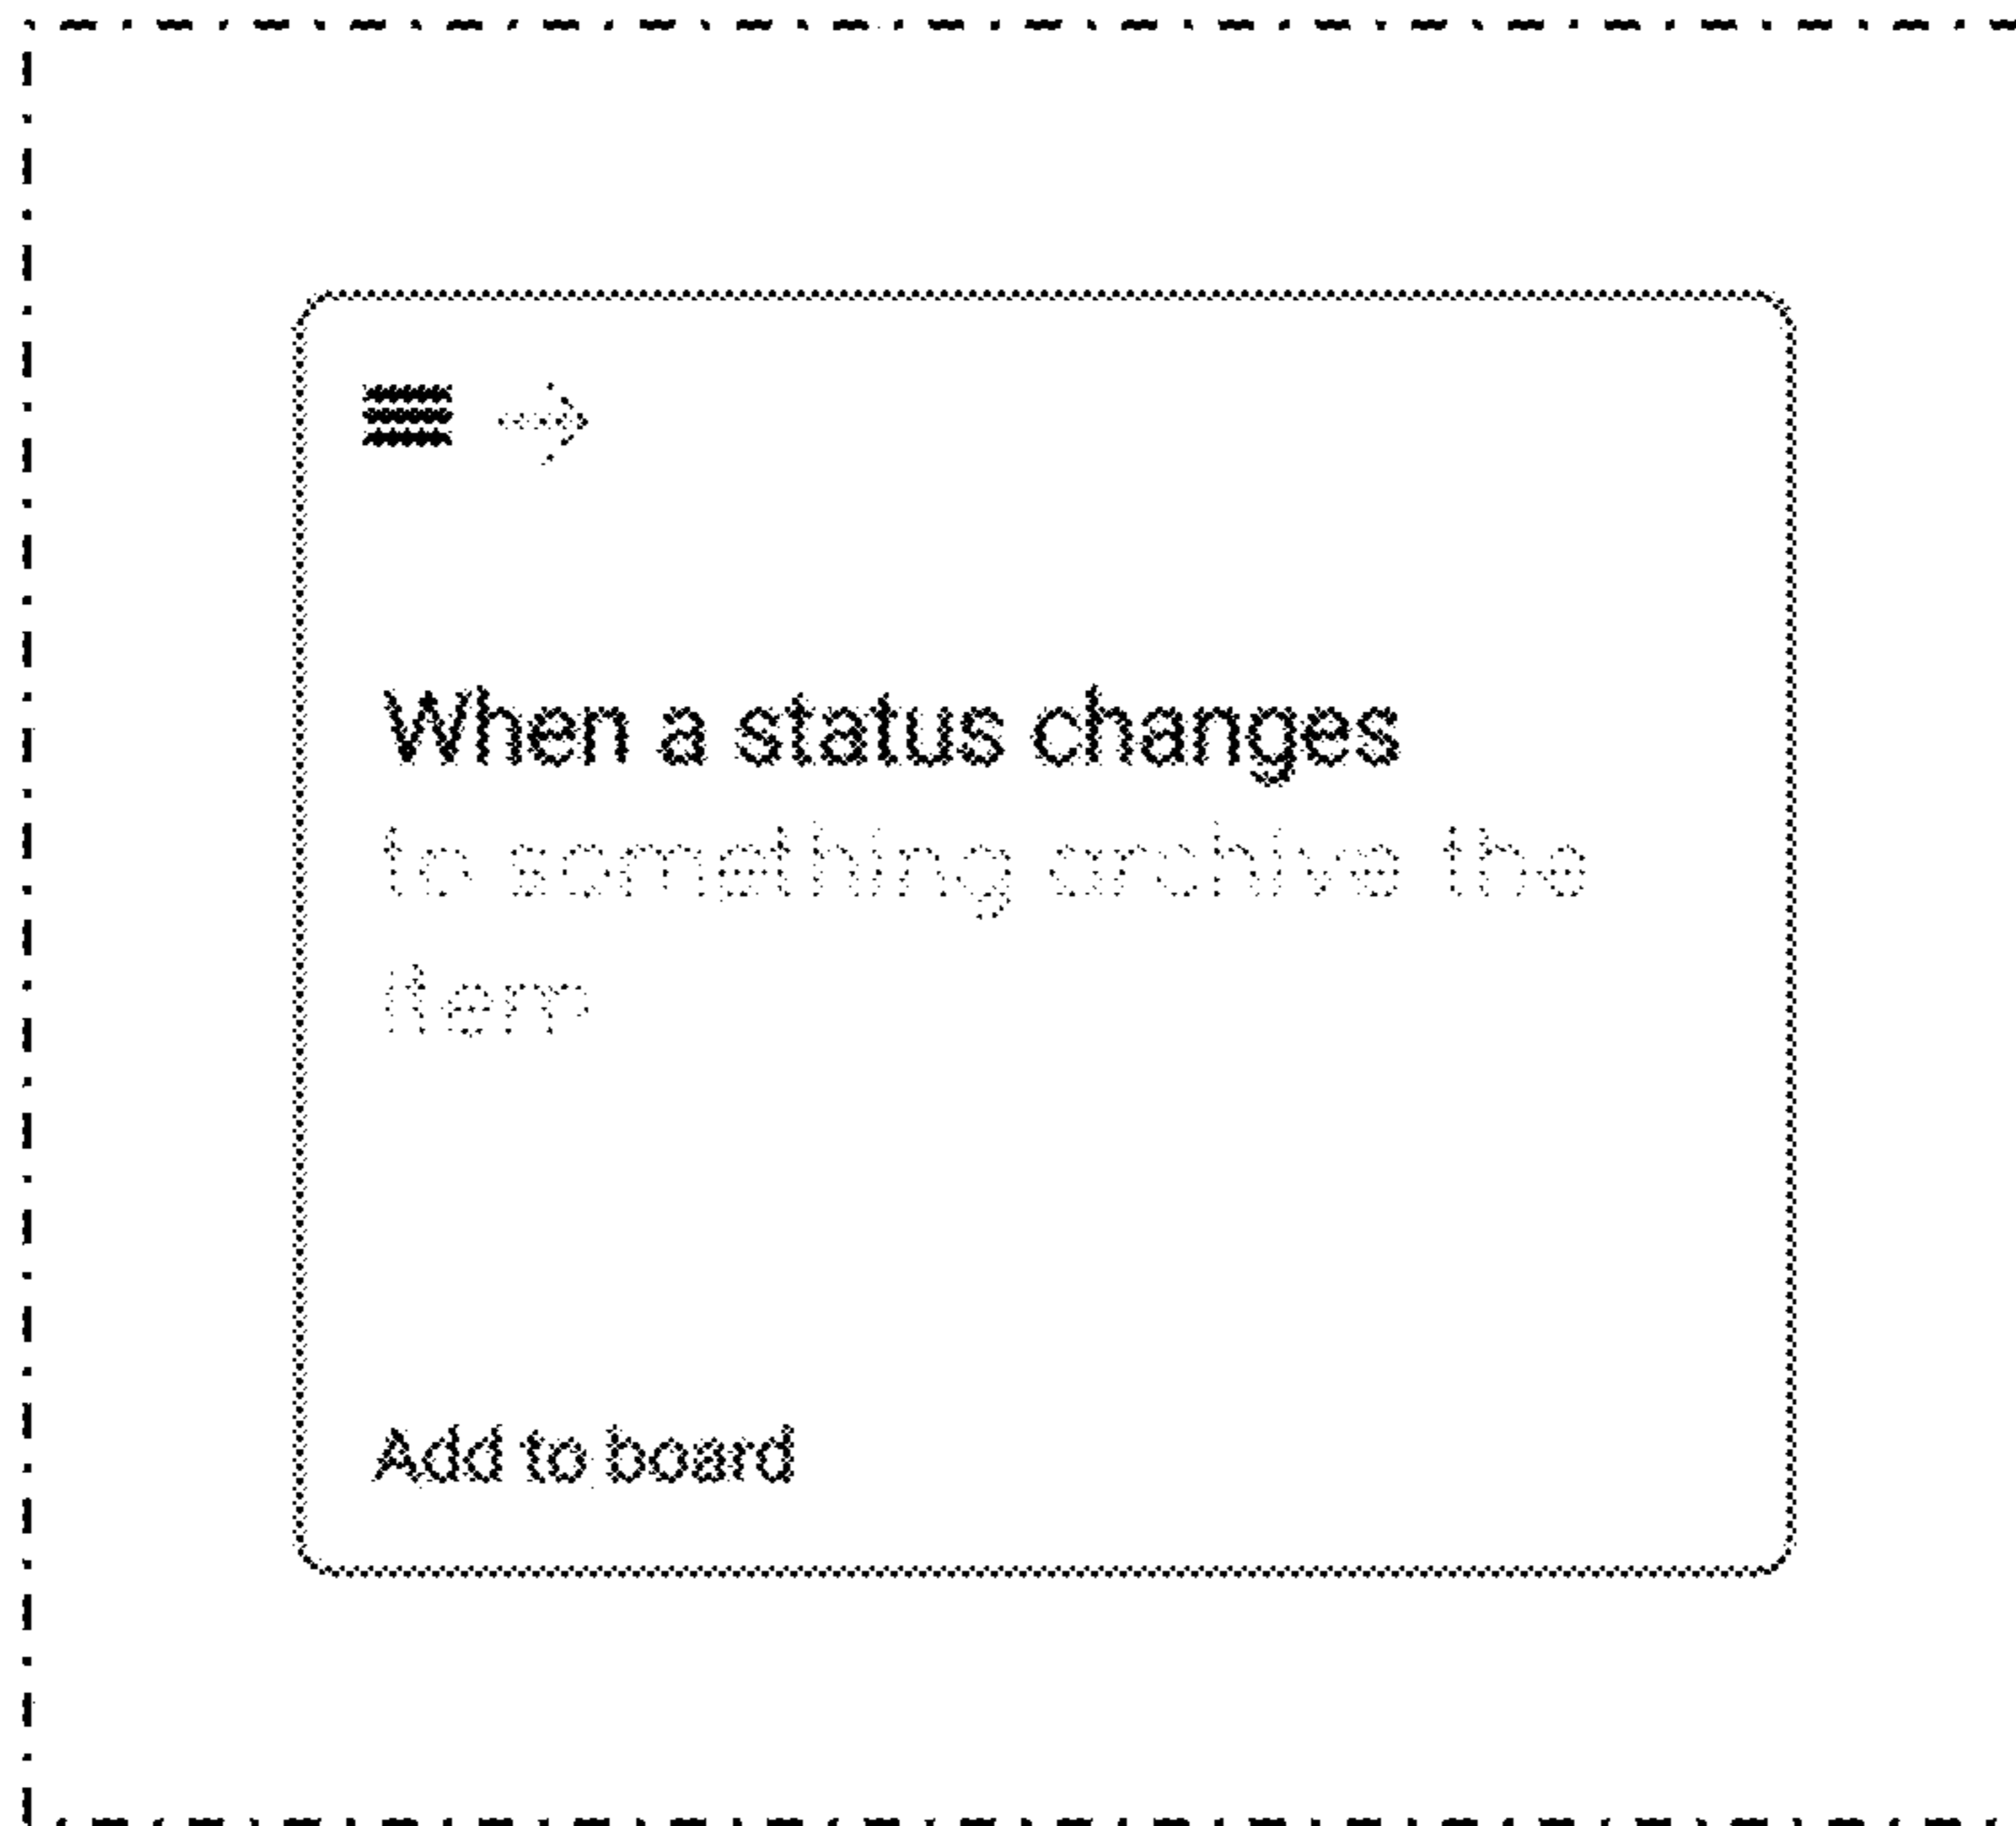 When a status changes
to something archive the
item
Add to board